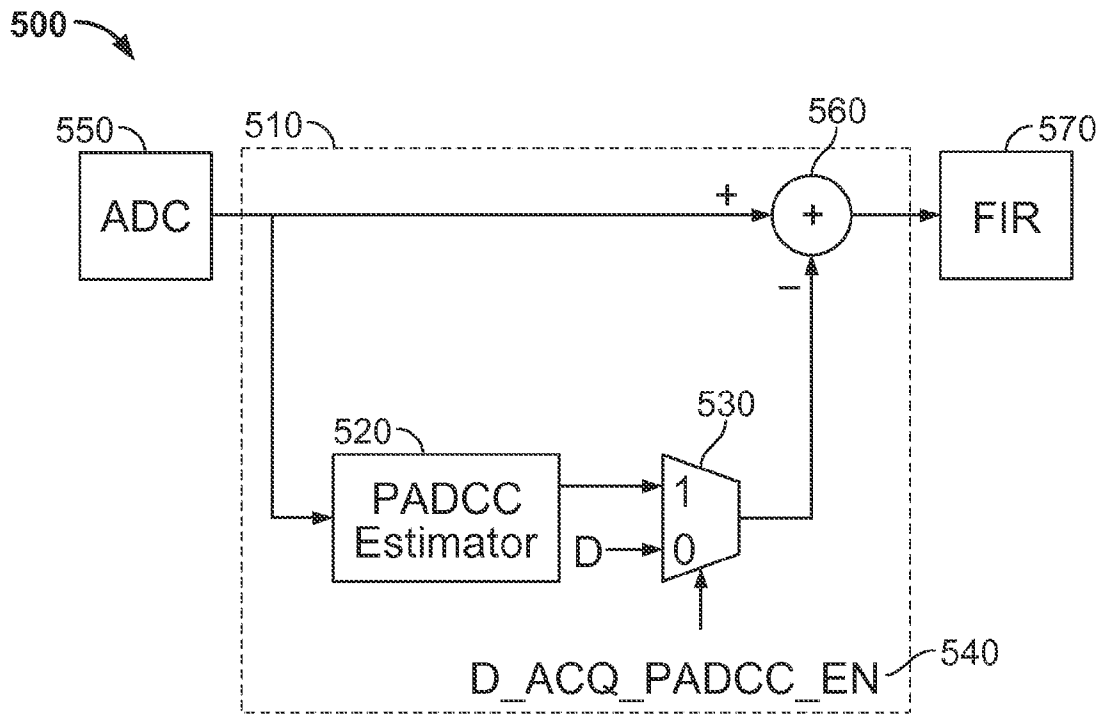 500
550
510
560
570
ADC
+
+
FIR
−
530
520
PADCC
Estimator
1
D
0
D_ACQ_PADCC_EN
540